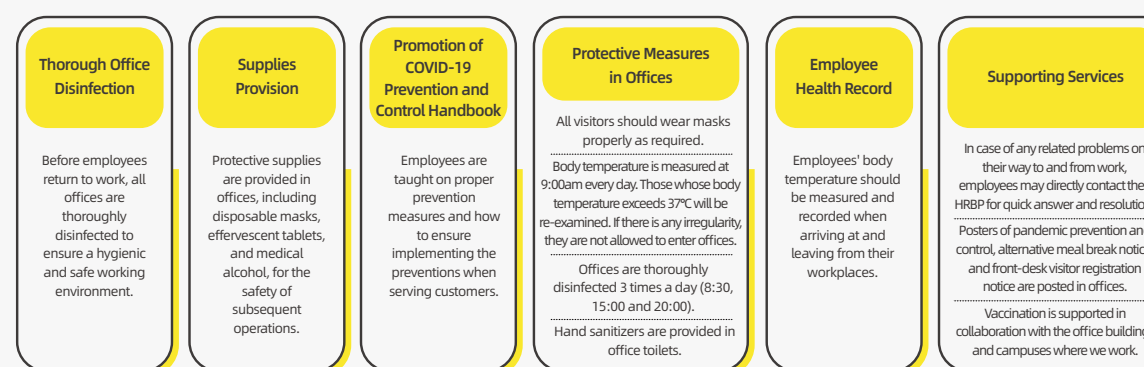 Thorough Office
Disinfection
Before employees
return to work, all
offices are
thoroughly
disinfected to
ensure a hygienic
and safe working
environment.
Supplies
Provision
Protective supplies
are provided in
offices, including
disposable masks,
effervescent tablets,
and medical
alcohol, for the
safety of
subsequent
operations.
Promotion of
COVID-19
Prevention and
Control Handbook
Employees are
taught on proper
prevention
measures and how
to ensure
implementing the
preventions when
serving customers.
Protective Measures
in Offices
All visitors should wear masks
properly as required.
Body temperature is measured at
9:00am every day. Those whose body
temperature exceeds 37℃ will be
re-examined. If there is any irregularity,
they are not allowed to enter offices.
Offices are thoroughly
disinfected 3 times a day (8:30,
15:00 and 20:00).
Hand sanitizers are provided in
office toilets.
Employee
Health Record
Employees' body
temperature should
be measured and
recorded when
arriving at and
leaving from their
workplaces.
Supporting Services
In case of any related problems on
their way to and from work,
employees may directly contact the
HRBP for quick answer and
Posters of pandemic prevention
control, alternative meal break
and front-desk visitor registration
notice are posted in offices.
Vaccination is supported in
collaboration with the office
and campuses where we work.